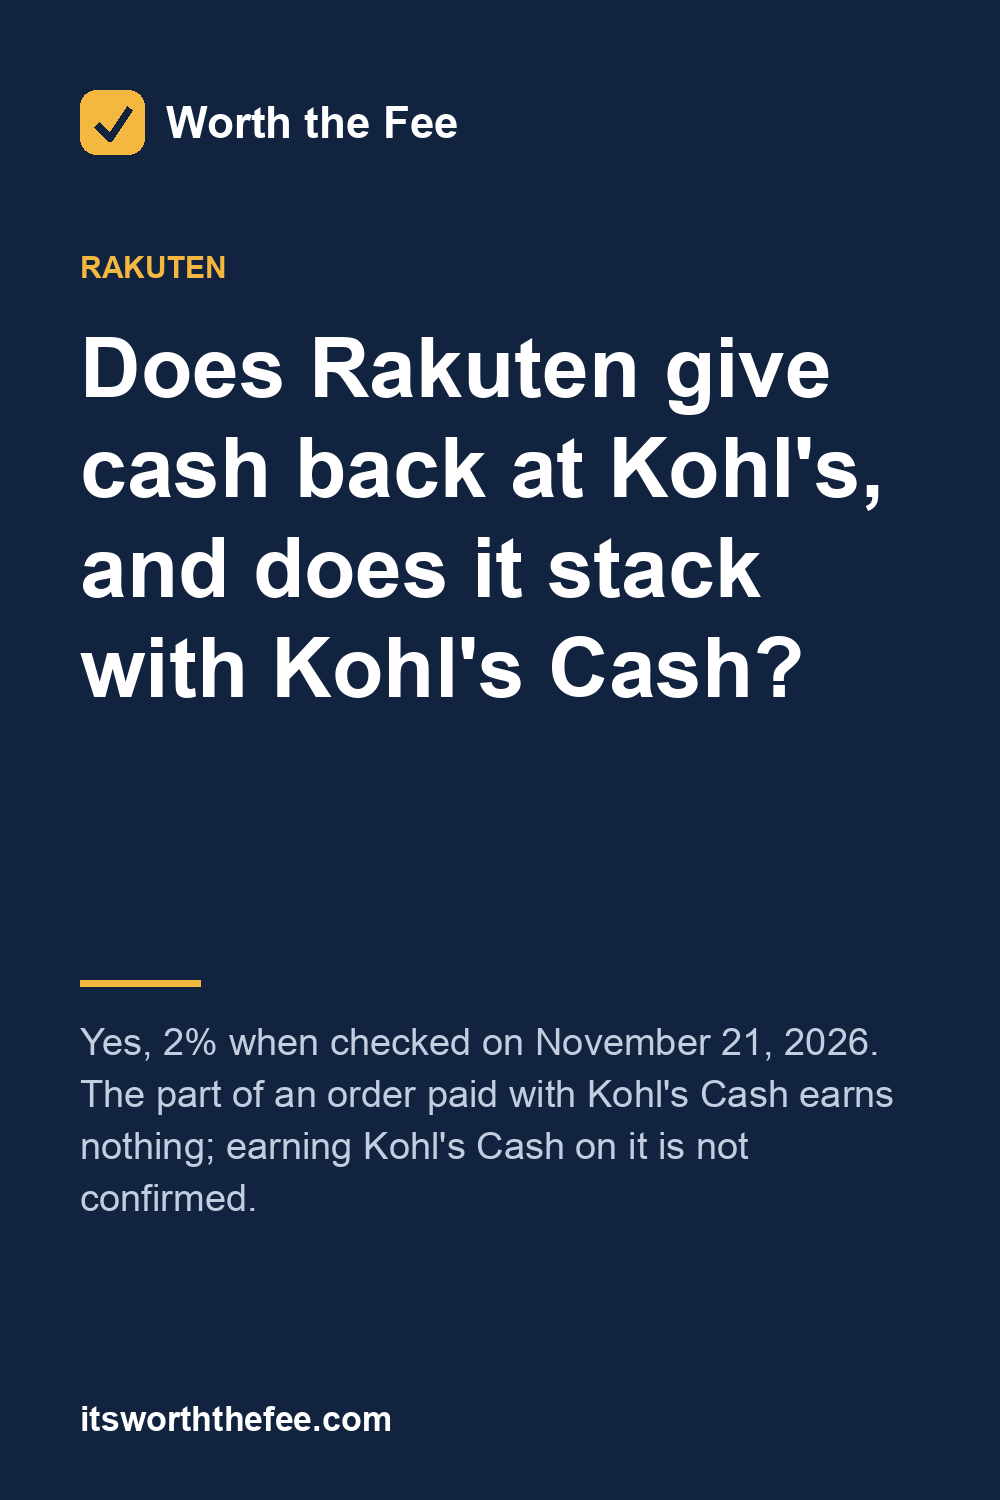 Worth the Fee
RAKUTEN
Does Rakuten give
cash back at Kohl's,
and does it stack
with Kohl's Cash?
Yes, 2% when checked on November 21, 2026.
The part of an order paid with Kohl's Cash earns
nothing; earning Kohl's Cash on it is not
confirmed.
itsworththefee.com